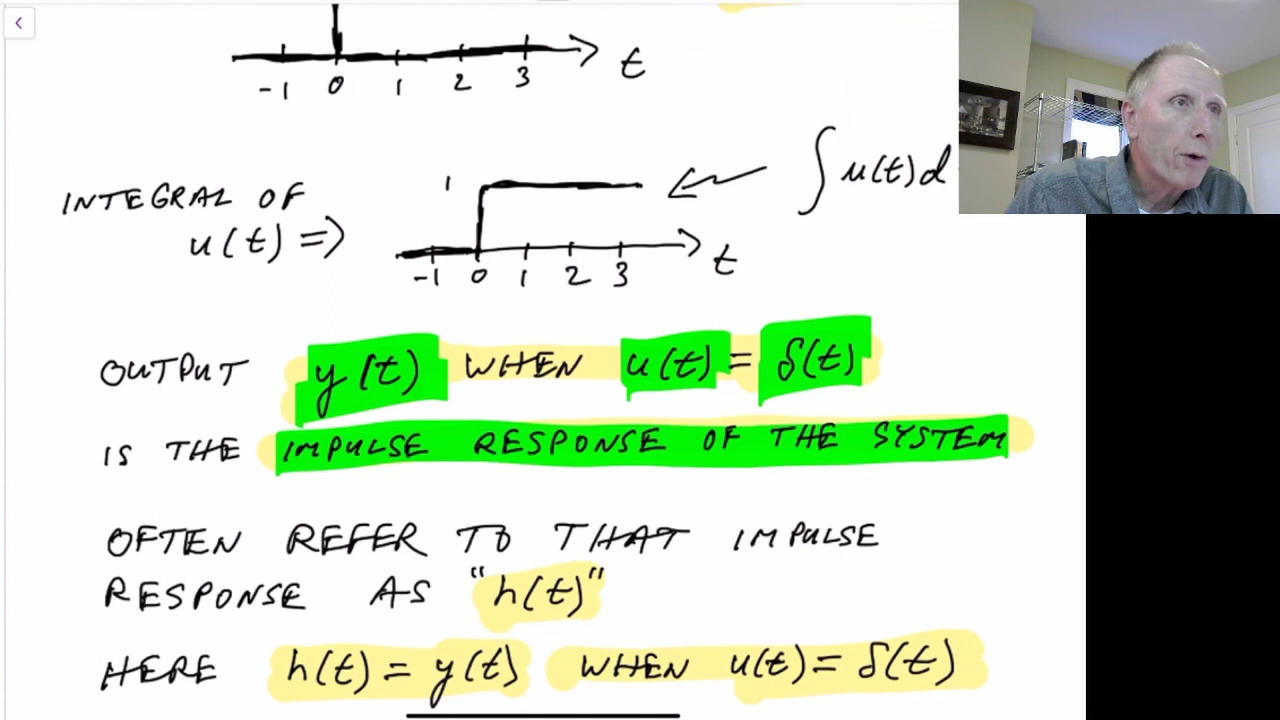 -1 0 1 2 3 t
INTEGRAL OF
u(t) =>
1
∫u(t)d
-1 0 1 2 3 t
OUTPUT y(t) WHEN u(t) = δ(t)
IS THE IMPULSE RESPONSE OF THE SYSTEM
OFTEN REFER TO THAT IMPULSE
RESPONSE AS "h(t)"
HERE h(t) = y(t) WHEN u(t) = δ(t)